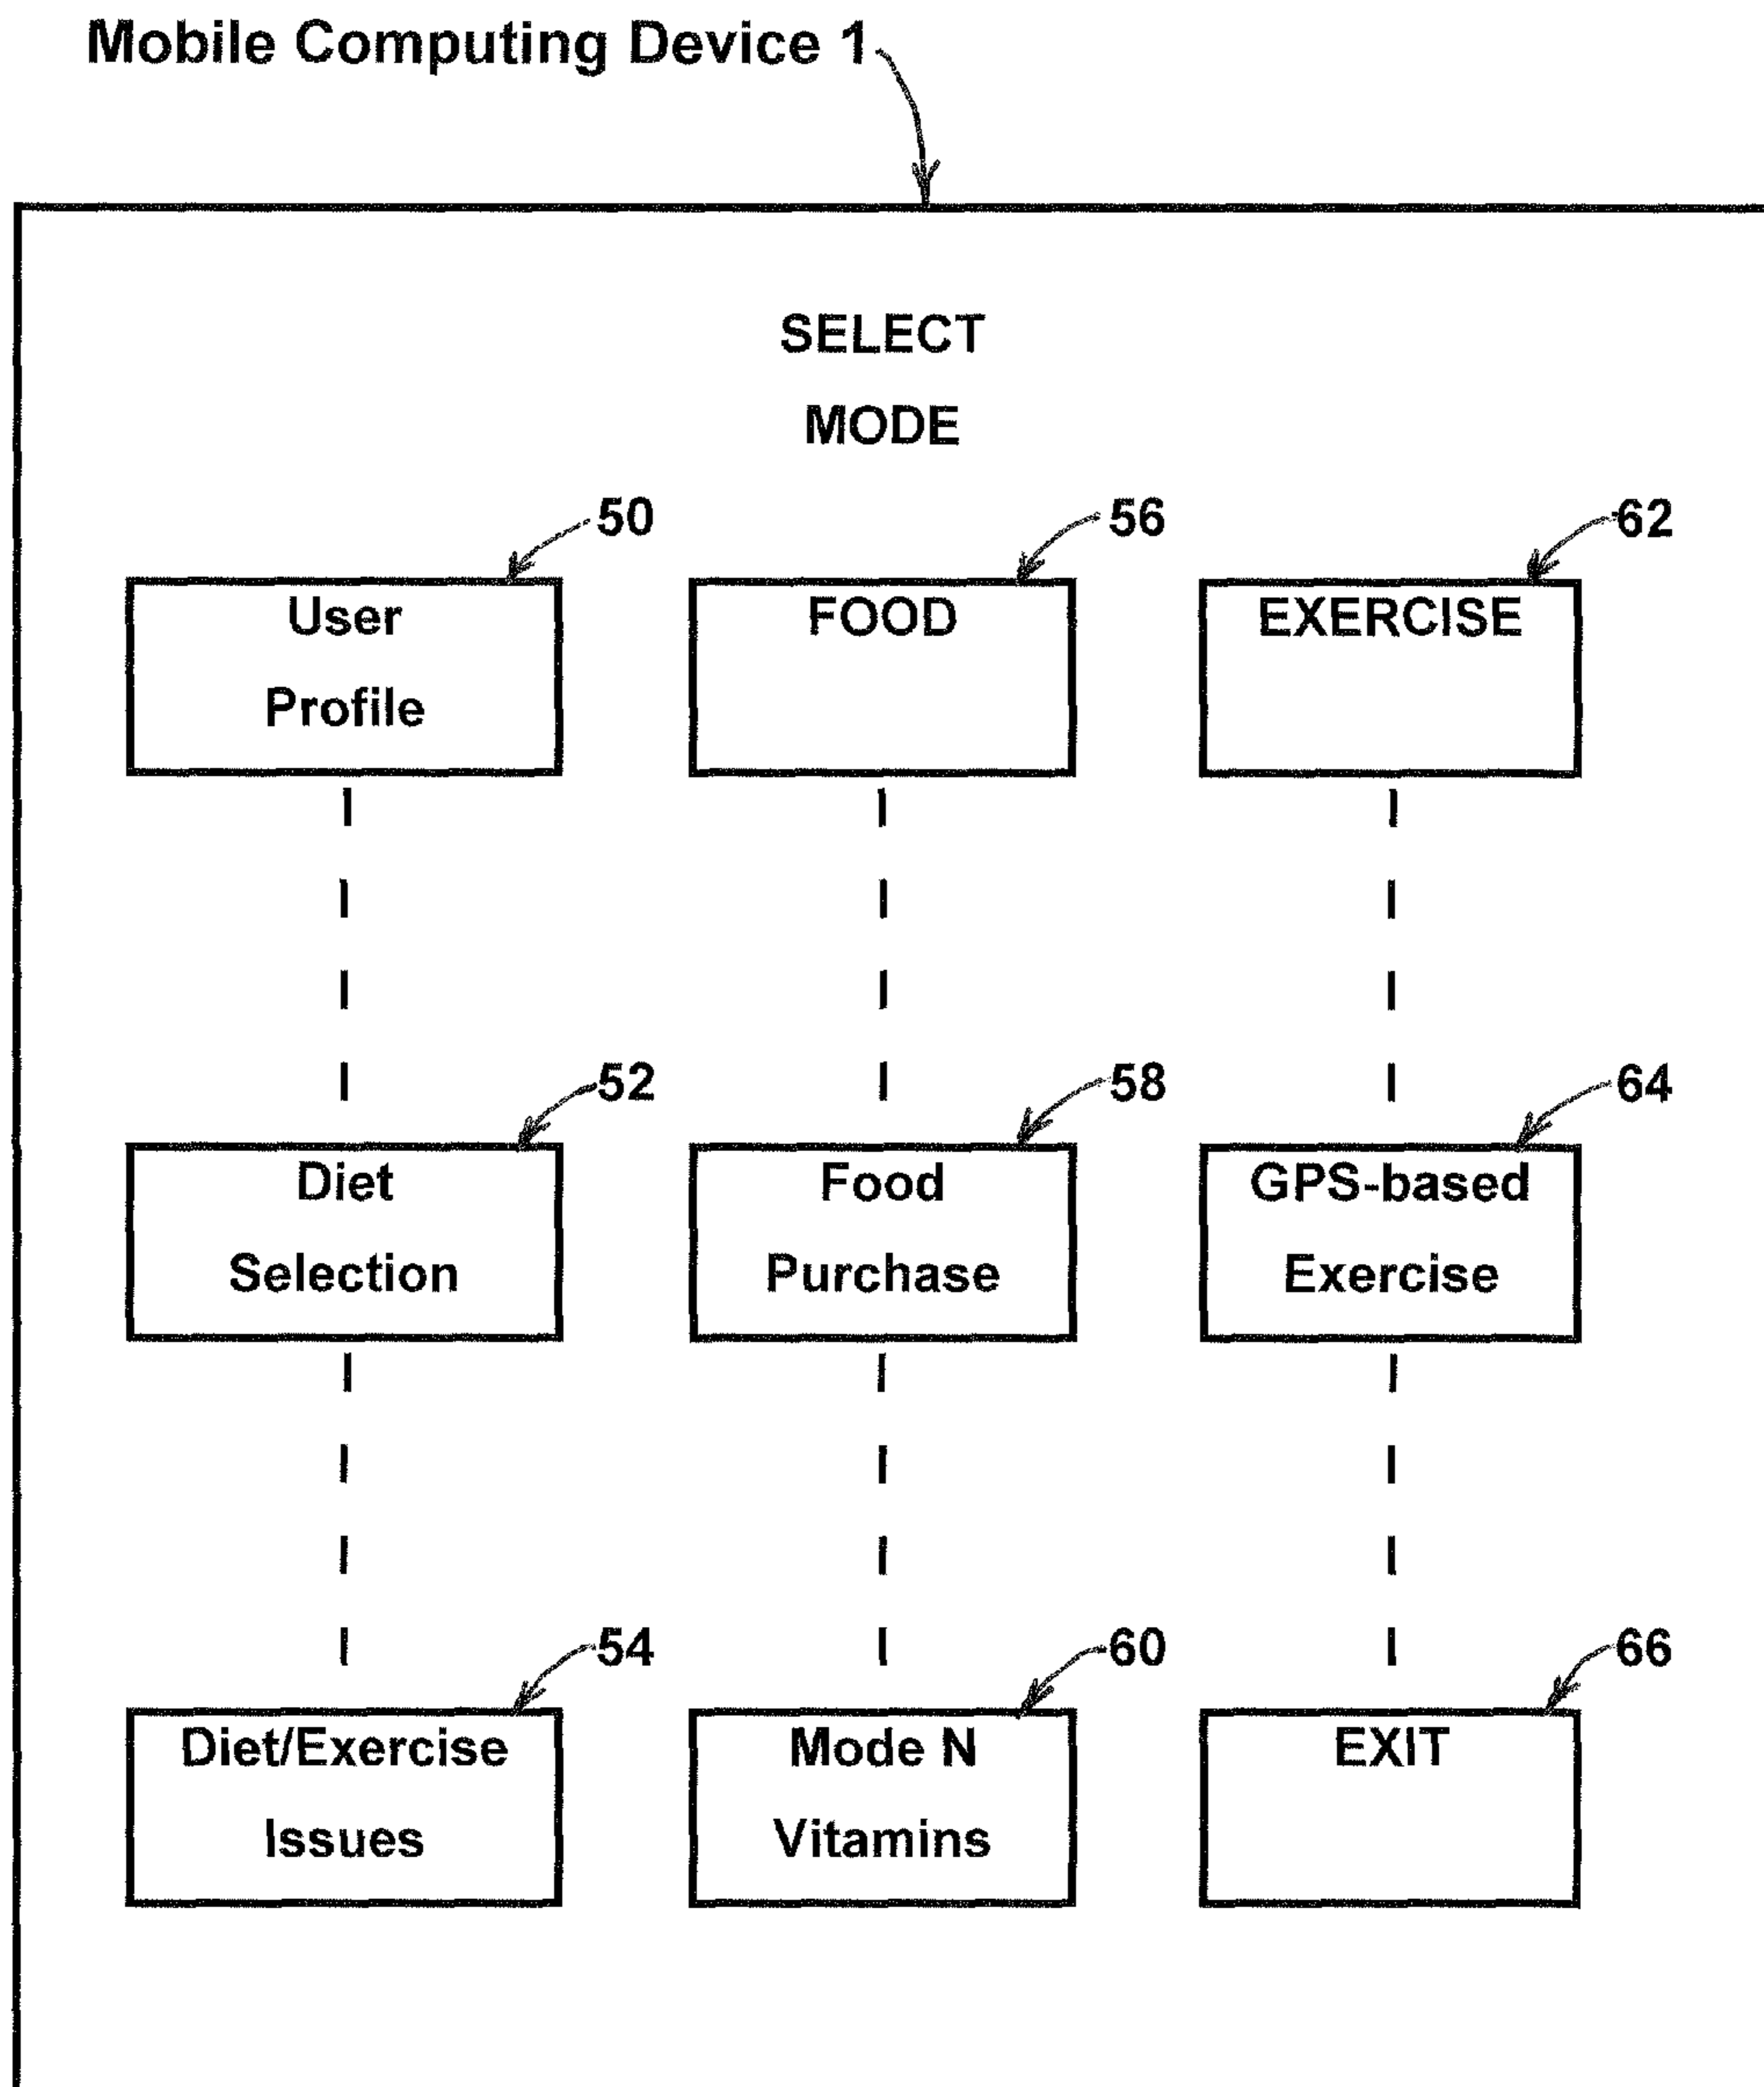 Mobile Computing Device 1
SELECT
MODE
50
56
62
User
Profile
FOOD
EXERCISE
52
58
64
Diet
Selection
Food
Purchase
GPS-based
Exercise
54
60
66
Diet/Exercise
Issues
Mode N
Vitamins
EXIT